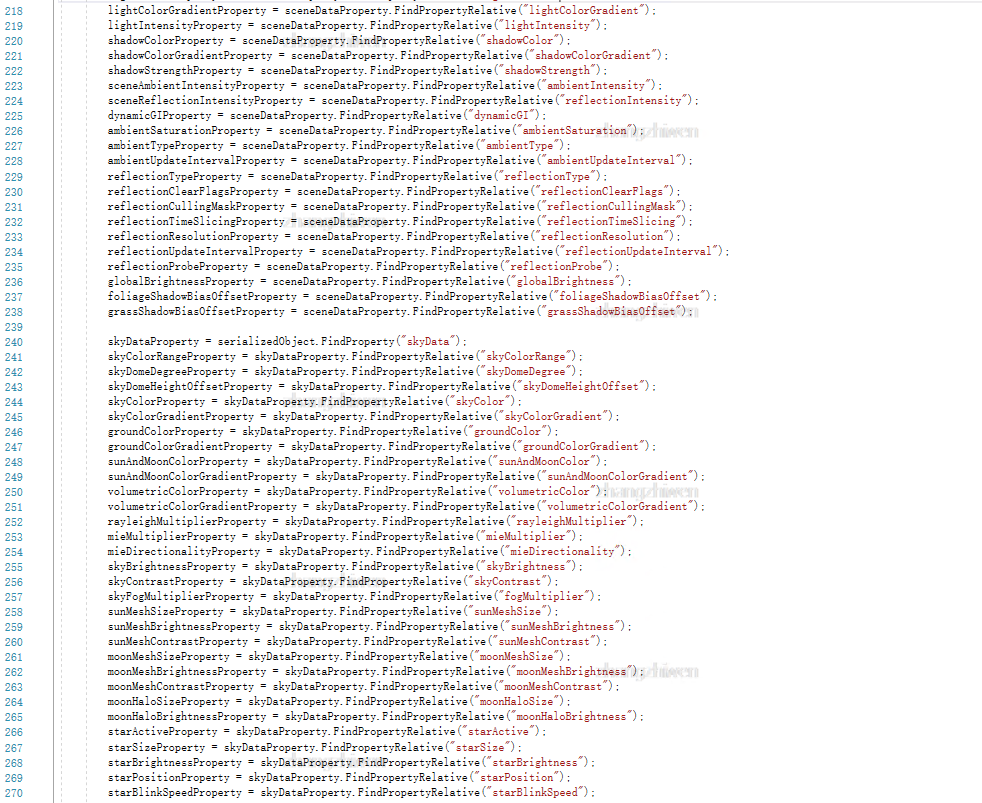 218 lightColorGradientProperty = sceneDataProperty.FindPropertyRelative("lightColorGradient");
219 lightIntensityProperty = sceneDataProperty.FindPropertyRelative("lightIntensity");
220 shadowColorProperty = sceneDataProperty.FindPropertyRelative("shadowColor");
221 shadowColorGradientProperty = sceneDataProperty.FindPropertyRelative("shadowColorGradient");
222 shadowStrengthProperty = sceneDataProperty.FindPropertyRelative("shadowStrength");
223 sceneAmbientIntensityProperty = sceneDataProperty.FindPropertyRelative("ambientIntensity");
224 sceneReflectionIntensityProperty = sceneDataProperty.FindPropertyRelative("reflectionIntensity");
225 dynamicGIProperty = sceneDataProperty.FindPropertyRelative("dynamicGI");
226 ambientSaturationProperty = sceneDataProperty.FindPropertyRelative("ambientSaturation");
227 ambientTypeProperty = sceneDataProperty.FindPropertyRelative("ambientType");
228 ambientUpdateIntervalProperty = sceneDataProperty.FindPropertyRelative("ambientUpdateInterval");
229 reflectionTypeProperty = sceneDataProperty.FindPropertyRelative("reflectionType");
230 reflectionClearFlagsProperty = sceneDataProperty.FindPropertyRelative("reflectionClearFlags");
231 reflectionCullingMaskProperty = sceneDataProperty.FindPropertyRelative("reflectionCullingMask");
232 reflectionTimeSlicingProperty = sceneDataProperty.FindPropertyRelative("reflectionTimeSlicing");
233 reflectionResolutionProperty = sceneDataProperty.FindPropertyRelative("reflectionResolution");
234 reflectionUpdateIntervalProperty = sceneDataProperty.FindPropertyRelative("reflectionUpdateInterval");
235 reflectionProbeProperty = sceneDataProperty.FindPropertyRelative("reflectionProbe");
236 globalBrightnessProperty = sceneDataProperty.FindPropertyRelative("globalBrightness");
237 foliageShadowBiasOffsetProperty = sceneDataProperty.FindPropertyRelative("foliageShadowBiasOffset");
238 grassShadowBiasOffsetProperty = sceneDataProperty.FindPropertyRelative("grassShadowBiasOffset");
239
240 skyDataProperty = serializedObject.FindProperty("skyData");
241 skyColorRangeProperty = skyDataProperty.FindPropertyRelative("skyColorRange");
242 skyDomeDegreeProperty = skyDataProperty.FindPropertyRelative("skyDomeDegree");
243 skyDomeHeightOffsetProperty = skyDataProperty.FindPropertyRelative("skyDomeHeightOffset");
244 skyColorProperty = skyDataProperty.FindPropertyRelative("skyColor");
245 skyColorGradientProperty = skyDataProperty.FindPropertyRelative("skyColorGradient");
246 groundColorProperty = skyDataProperty.FindPropertyRelative("groundColor");
247 groundColorGradientProperty = skyDataProperty.FindPropertyRelative("groundColorGradient");
248 sunAndMoonColorProperty = skyDataProperty.FindPropertyRelative("sunAndMoonColor");
249 sunAndMoonColorGradientProperty = skyDataProperty.FindPropertyRelative("sunAndMoonColorGradient");
250 volumetricColorProperty = skyDataProperty.FindPropertyRelative("volumetricColor");
251 volumetricColorGradientProperty = skyDataProperty.FindPropertyRelative("volumetricColorGradient");
252 rayleighMultiplierProperty = skyDataProperty.FindPropertyRelative("rayleighMultiplier");
253 mieMultiplierProperty = skyDataProperty.FindPropertyRelative("mieMultiplier");
254 mieDirectionalityProperty = skyDataProperty.FindPropertyRelative("mieDirectionality");
255 skyBrightnessProperty = skyDataProperty.FindPropertyRelative("skyBrightness");
256 skyContrastProperty = skyDataProperty.FindPropertyRelative("skyContrast");
257 skyFogMultiplierProperty = skyDataProperty.FindPropertyRelative("fogMultiplier");
258 sunMeshSizeProperty = skyDataProperty.FindPropertyRelative("sunMeshSize");
259 sunMeshBrightnessProperty = skyDataProperty.FindPropertyRelative("sunMeshBrightness");
260 sunMeshContrastProperty = skyDataProperty.FindPropertyRelative("sunMeshContrast");
261 moonMeshSizeProperty = skyDataProperty.FindPropertyRelative("moonMeshSize");
262 moonMeshBrightnessProperty = skyDataProperty.FindPropertyRelative("moonMeshBrightness");
263 moonMeshContrastProperty = skyDataProperty.FindPropertyRelative("moonMeshContrast");
264 moonHaloSizeProperty = skyDataProperty.FindPropertyRelative("moonHaloSize");
265 moonHaloBrightnessProperty = skyDataProperty.FindPropertyRelative("moonHaloBrightness");
266 starActiveProperty = skyDataProperty.FindPropertyRelative("starActive");
267 starSizeProperty = skyDataProperty.FindPropertyRelative("starSize");
268 starBrightnessProperty = skyDataProperty.FindPropertyRelative("starBrightness");
269 starPositionProperty = skyDataProperty.FindPropertyRelative("starPosition");
270 starBlinkSpeedProperty = skyDataProperty.FindPropertyRelative("starBlinkSpeed");